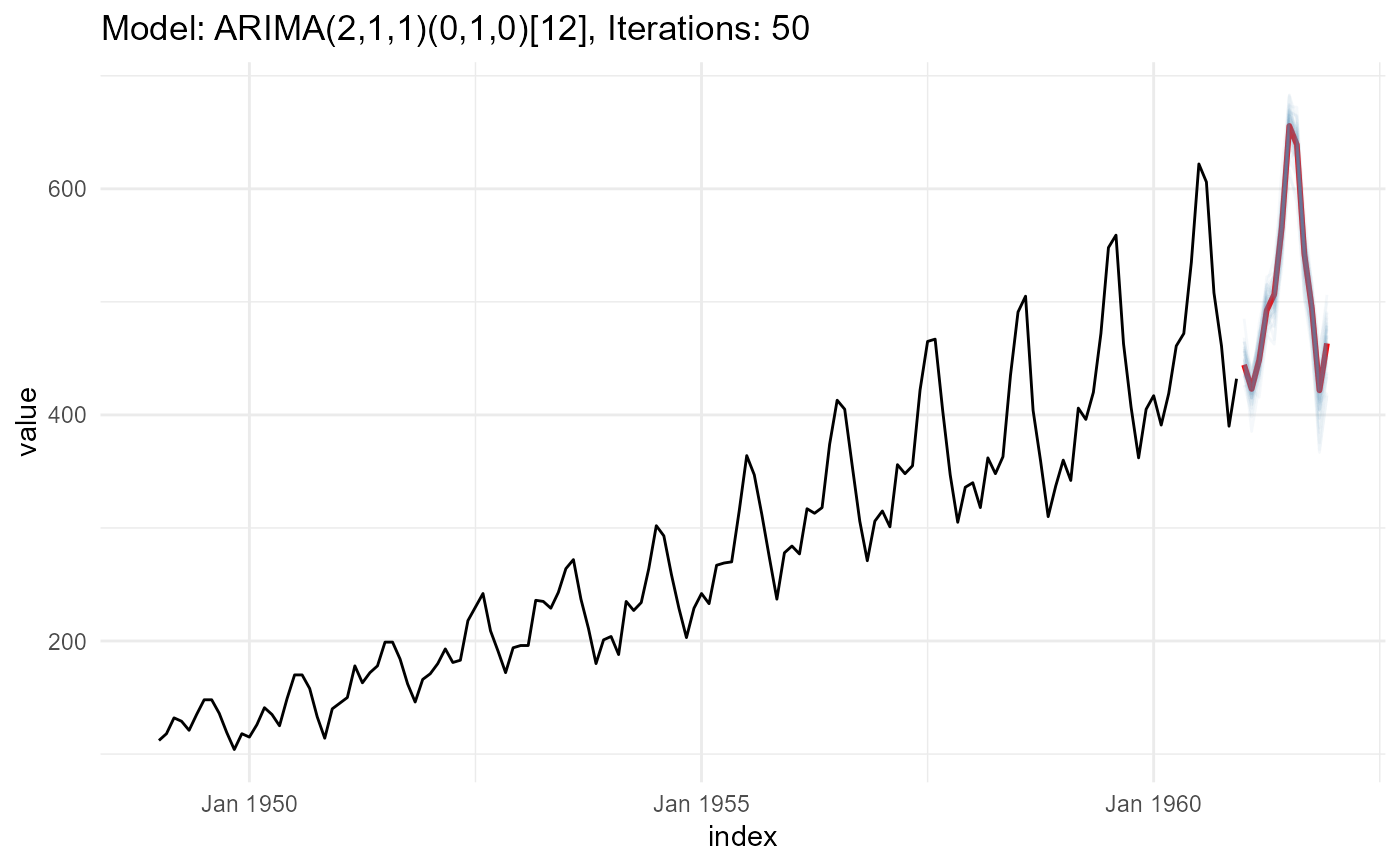 Model: ARIMA(2,1,1)(0,1,0)[12], Iterations: 50
600
400
200
value
Jan 1950
Jan 1955
Jan 1960
index